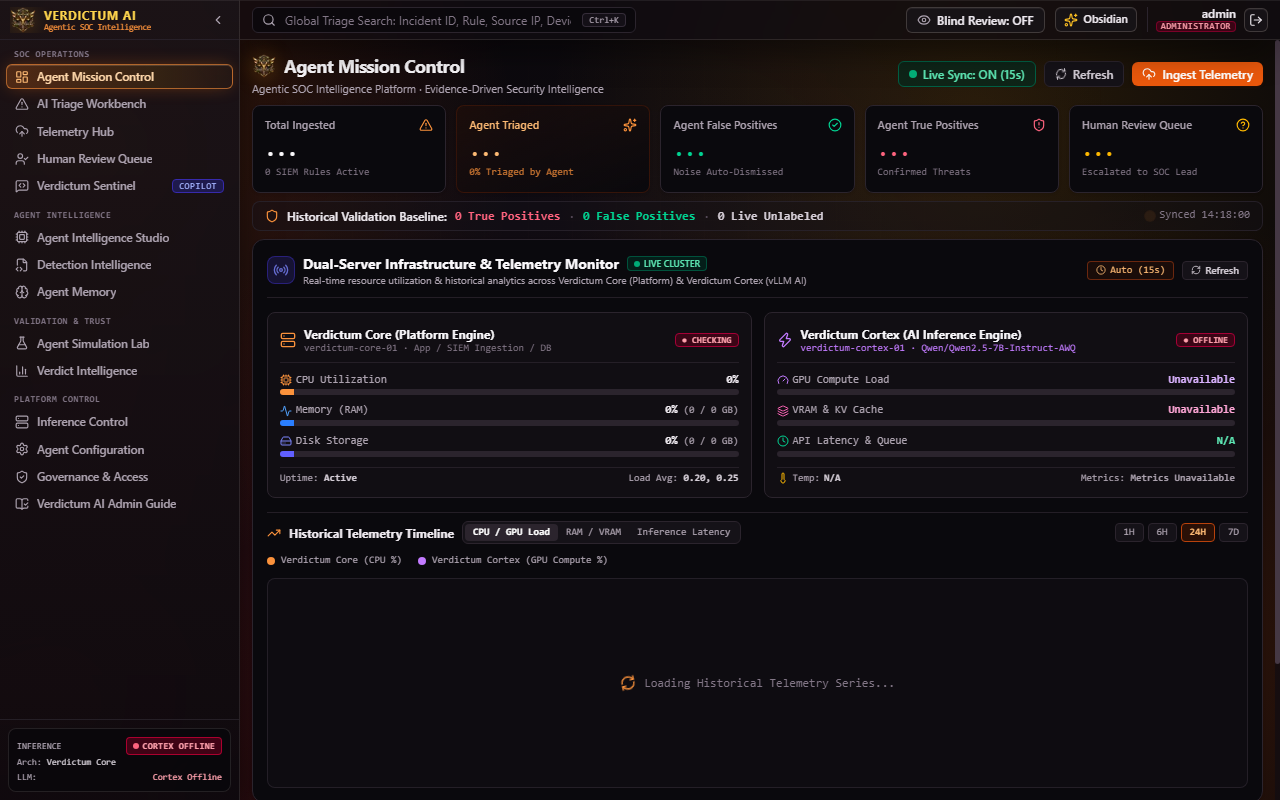 VERDICTUM AI
Agentic SOC Intelligence
SOC OPERATIONS
Agent Mission Control
AI Triage Workbench
Telemetry Hub
Human Review Queue
Verdictum Sentinel COPILOT
AGENT INTELLIGENCE
Agent Intelligence Studio
Detection Intelligence
Agent Memory
VALIDATION & TRUST
Agent Simulation Lab
Verdict Intelligence
PLATFORM CONTROL
Inference Control
Agent Configuration
Governance & Access
Verdictum AI Admin Guide
INFERENCE CORTEX OFFLINE
Arch: Verdictum Core
LLM: Cortex Offline
Global Triage Search: Incident ID, Rule, Source IP, Devi Ctrl+K
Blind Review: OFF
Obsidian
admin
ADMINISTRATOR
Agent Mission Control
Agentic SOC Intelligence Platform · Evidence-Driven Security Intelligence
Live Sync: ON (15s)
Refresh
Ingest Telemetry
Total Ingested
...
0 SIEM Rules Active
Agent Triaged
...
0% Triaged by Agent
Agent False Positives
...
Noise Auto-Dismissed
Agent True Positives
...
Confirmed Threats
Human Review Queue
...
Escalated to SOC Lead
Historical Validation Baseline: 0 True Positives · 0 False Positives · 0 Live Unlabeled
Synced 14:18:00
Dual-Server Infrastructure & Telemetry Monitor LIVE CLUSTER
Real-time resource utilization & historical analytics across Verdictum Core (Platform) & Verdictum Cortex (vLLM AI)
Auto (15s)
Refresh
Verdictum Core (Platform Engine)
verdictum-core-01 · App / SIEM Ingestion / DB
CHECKING
CPU Utilization 0%
Memory (RAM) 0% (0 / 0 GB)
Disk Storage 0% (0 / 0 GB)
Uptime: Active Load Avg: 0.20, 0.25
Verdictum Cortex (AI Inference Engine)
verdictum-cortex-01 · Qwen/Qwen2.5-7B-Instruct-AWQ
OFFLINE
GPU Compute Load Unavailable
VRAM & KV Cache Unavailable
API Latency & Queue N/A
Temp: N/A Metrics: Metrics Unavailable
Historical Telemetry Timeline
CPU / GPU Load RAM / VRAM Inference Latency
1H 6H 24H 7D
Verdictum Core (CPU %) Verdictum Cortex (GPU Compute %)
Loading Historical Telemetry Series...